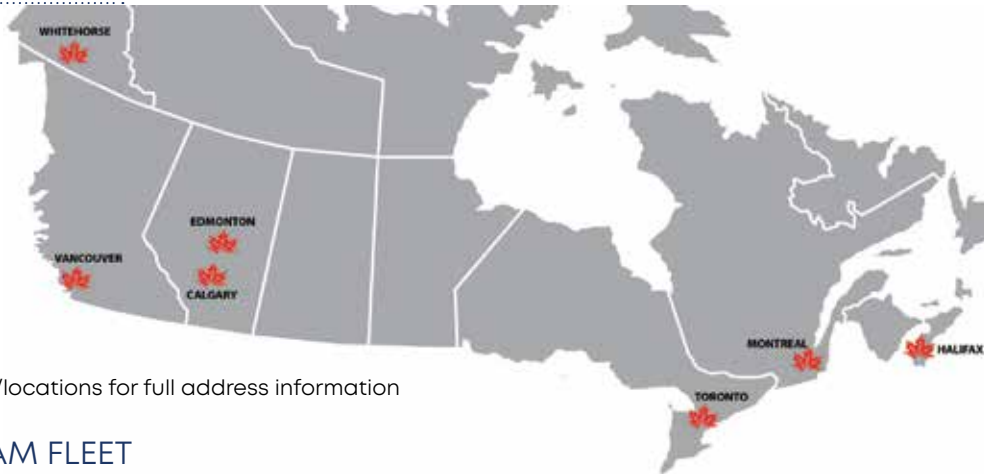 WHITEHORSE
EDMONTON
VANCOUVER
CALGARY
MONTREAL
HALIFAX
/locations for full address information
TORONTO
AM FLEET